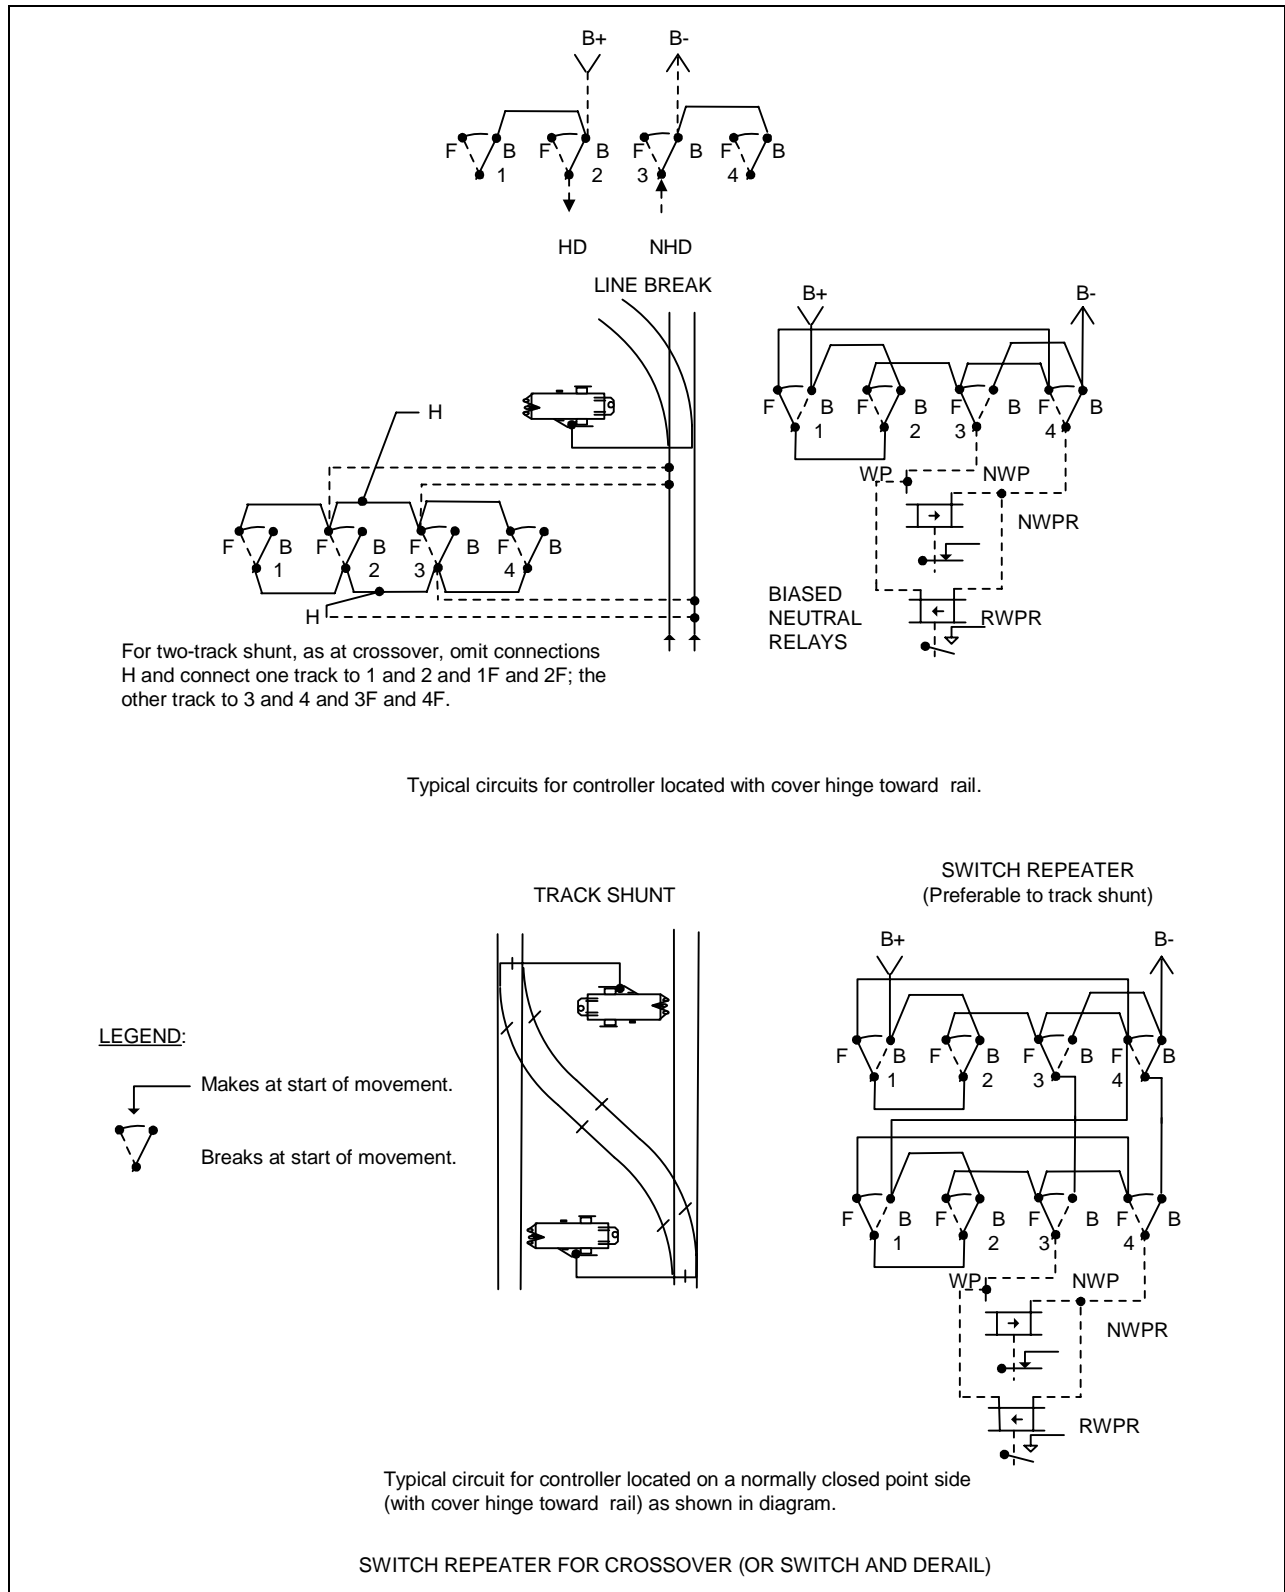 B+ B-
F B F B F B F B
1 2 3 4
HD NHD
LINE BREAK
B+ B-
H
F B F B F B F B
1 2 3 4
WP NWP
NWPR
F B F B F B F B
1 2 3 4
H
BIASED
NEUTRAL
RELAYS
RWPR
For two-track shunt, as at crossover, omit connections
H and connect one track to 1 and 2 and 1F and 2F; the
other track to 3 and 4 and 3F and 4F.
Typical circuits for controller located with cover hinge toward rail.
TRACK SHUNT
SWITCH REPEATER
(Preferable to track shunt)
B+ B-
LEGEND:
Makes at start of movement.
Breaks at start of movement.
F B F B F B F B
1 2 3 4
F B F B F B F B
1 2 3 4
WP NWP
NWPR
RWPR
Typical circuit for controller located on a normally closed point side
(with cover hinge toward rail) as shown in diagram.
SWITCH REPEATER FOR CROSSOVER (OR SWITCH AND DERAIL)